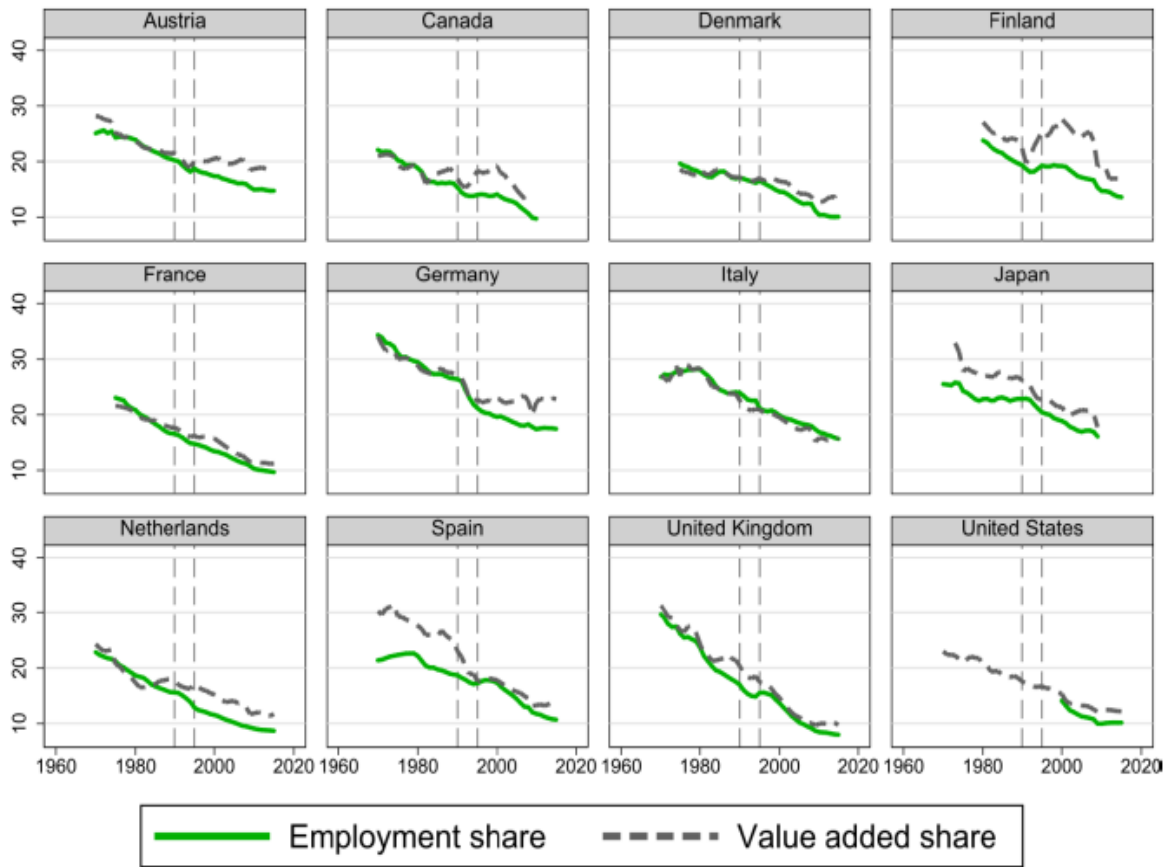 Austria Canada Denmark Finland
40
30
20
10
France Germany Italy Japan
40
30
20
10
Netherlands Spain United Kingdom United States
40
30
20
10
1960 1980 2000 2020 1960 1980 2000 2020 1960 1980 2000 2020 1960 1980 2000 2020
Employment share Value added share